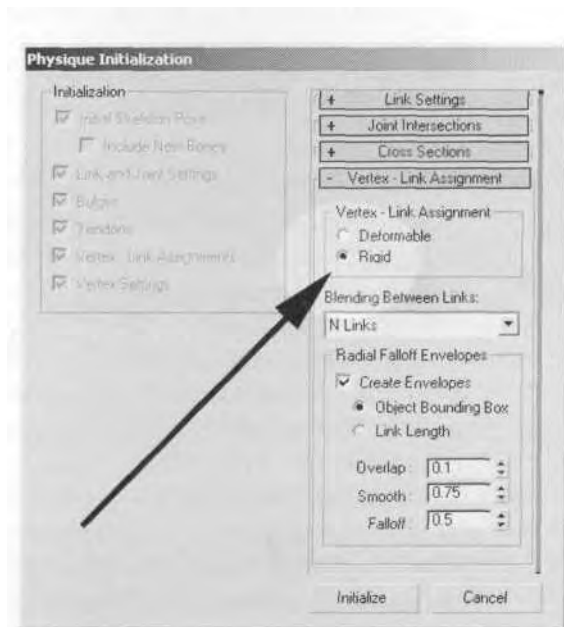 Physique Initialization
Initialization
Initial Skeleton Pose
Include New Bones
Link and Joint Settings
Bulges
Tendons
Vertex - Link Assignments
Vertex Settings
+ Link Settings
+ Joint Intersections
+ Cross Sections
- Vertex - Link Assignment
Vertex - Link Assignment
Deformable
Rigid
Blending Between Links:
N Links
Radial Falloff Envelopes
Create Envelopes
Object Bounding Box
Link Length
Overlap: 0.1
Smooth: 0.75
Falloff: 0.5
Initialize Cancel